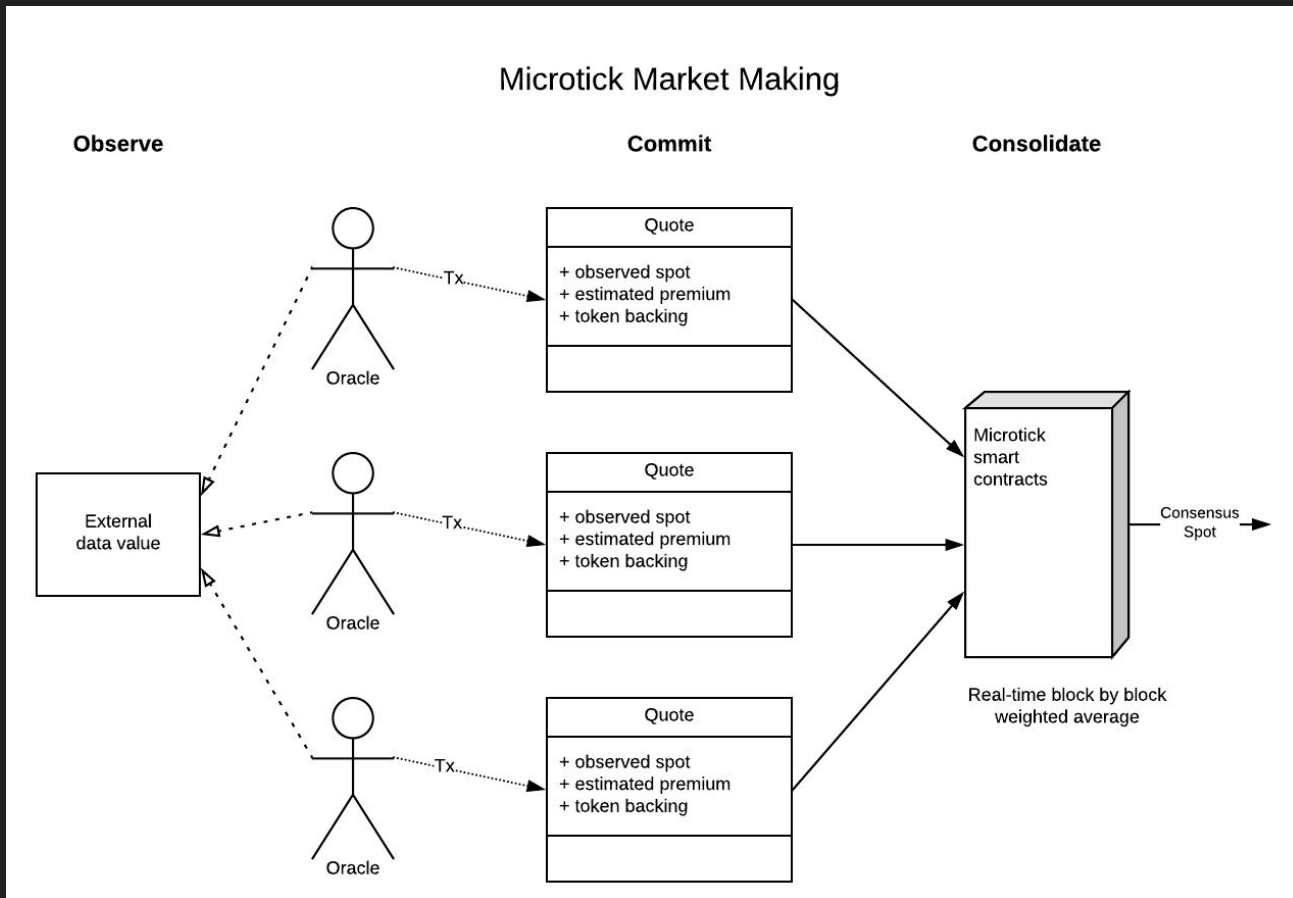 Microtick Market Making
Observe
Commit
Consolidate
Quote
+ observed spot
+ estimated premium
+ token backing
Tx
Oracle
Quote
+ observed spot
+ estimated premium
+ token backing
Tx
Oracle
External
data value
Quote
+ observed spot
+ estimated premium
+ token backing
Tx
Oracle
Microtick
smart
contracts
Consensus
Spot
Real-time block by block
weighted average